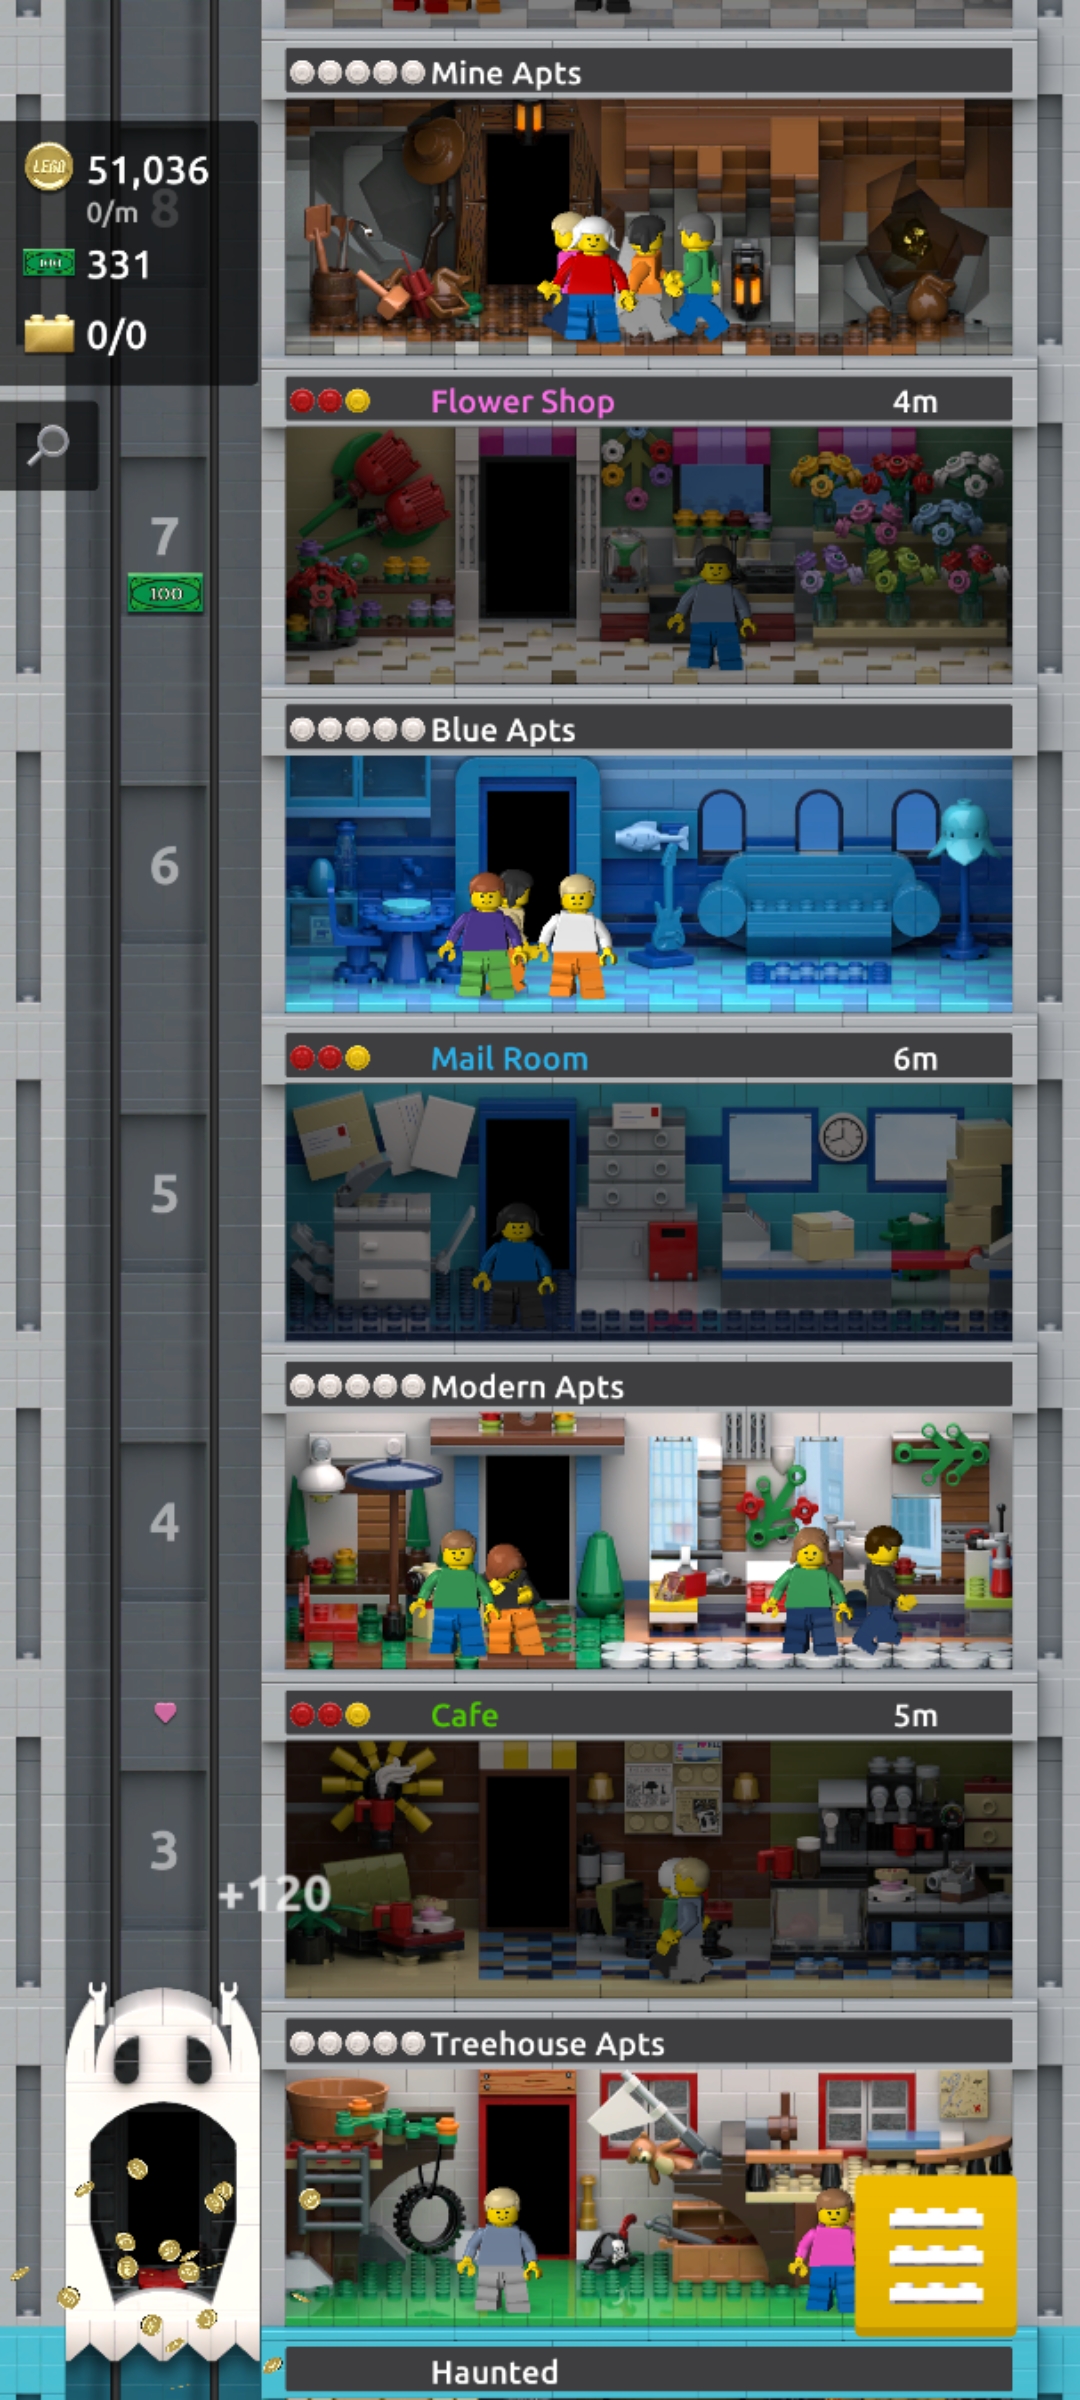 Mine Apts
LEGO 51,036
0/m 8
331
0/0
Flower Shop 4m
7
100
Blue Apts
6
Mail Room 6m
5
Modern Apts
4
Cafe 5m
3
+120
Treehouse Apts
Haunted